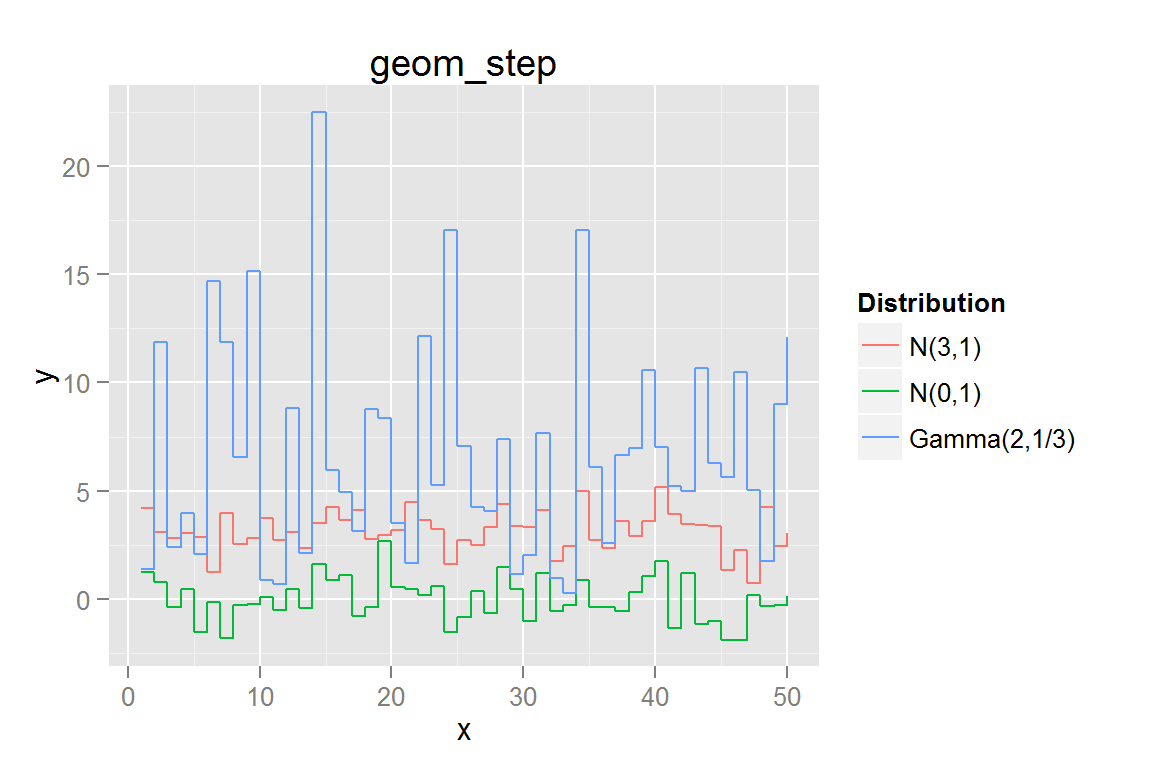 geom_step
y
20
15
10
5
0
0 10 20 30 40 50
x
Distribution
N(3,1)
N(0,1)
Gamma(2,1/3)